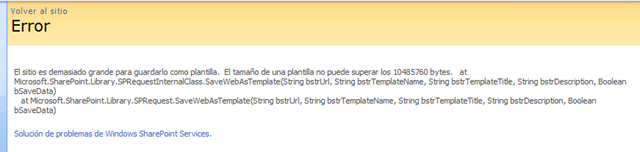 Volver al sitio
Error
El sitio es demasiado grande para guardarlo como plantilla. El tamaño de una plantilla no puede superar los 10485760 bytes. at
Microsoft.SharePoint.Library.SPRequestInternalClass.SaveWebAsTemplate(String bstrUrl, String bstrTemplateName, String bstrTemplateTitle, String bstrDescription, Boolean
bSaveData)
at Microsoft.SharePoint.Library.SPRequest.SaveWebAsTemplate(String bstrUrl, String bstrTemplateName, String bstrTemplateTitle, String bstrDescription, Boolean
bSaveData)
Solución de problemas de Windows SharePoint Services.